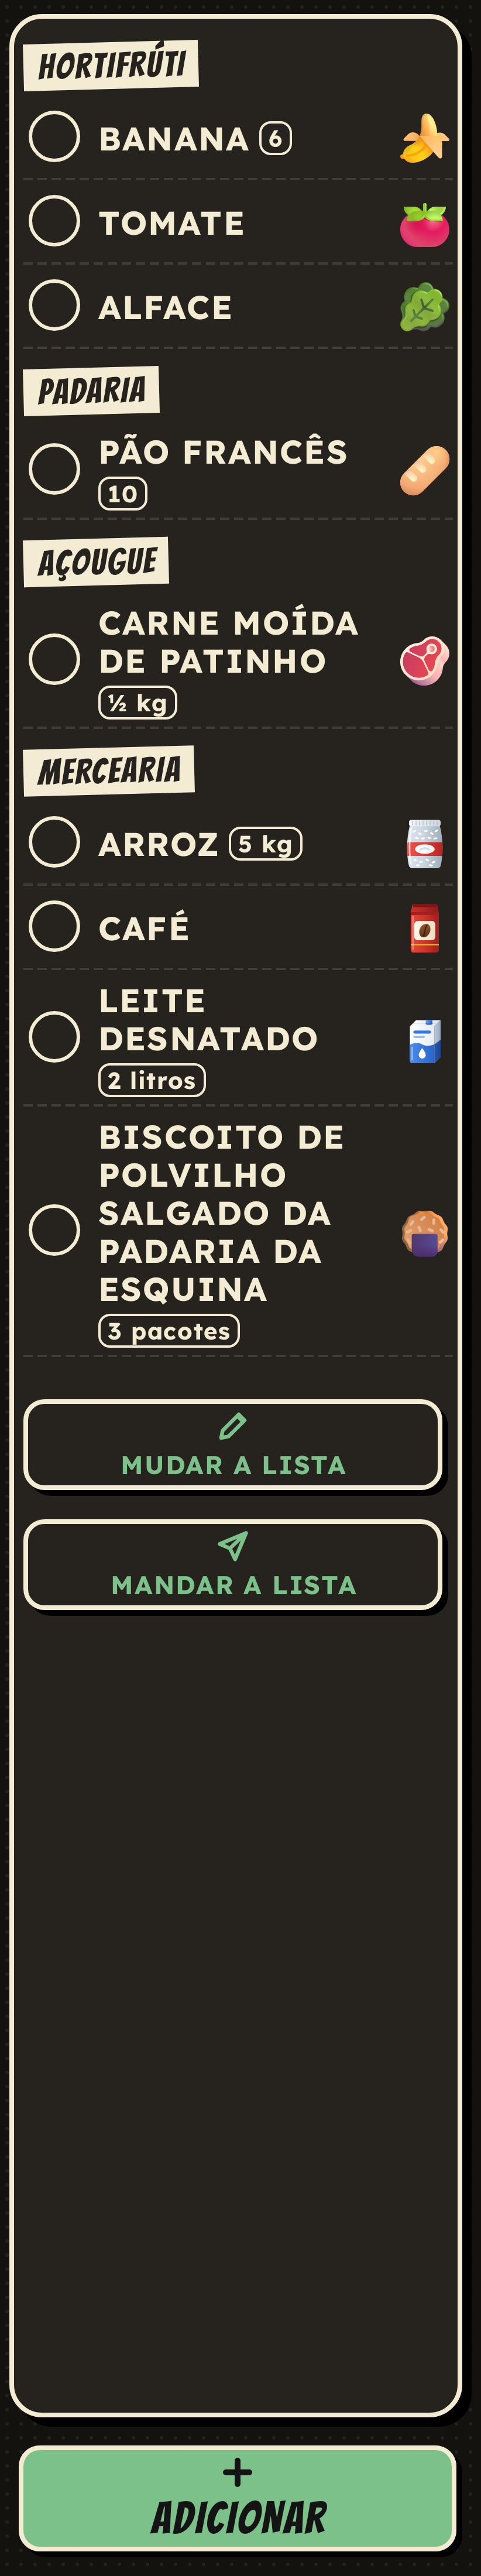 HORTIFRÚTI
BANANA 6
TOMATE
ALFACE
PADARIA
PÃO FRANCÊS
10
AÇOUGUE
CARNE MOÍDA
DE PATINHO
½ kg
MERCEARIA
ARROZ 5 kg
CAFÉ
LEITE
DESNATADO
2 litros
BISCOITO DE
POLVILHO
SALGADO DA
PADARIA DA
ESQUINA
3 pacotes
MUDAR A LISTA
MANDAR A LISTA
ADICIONAR